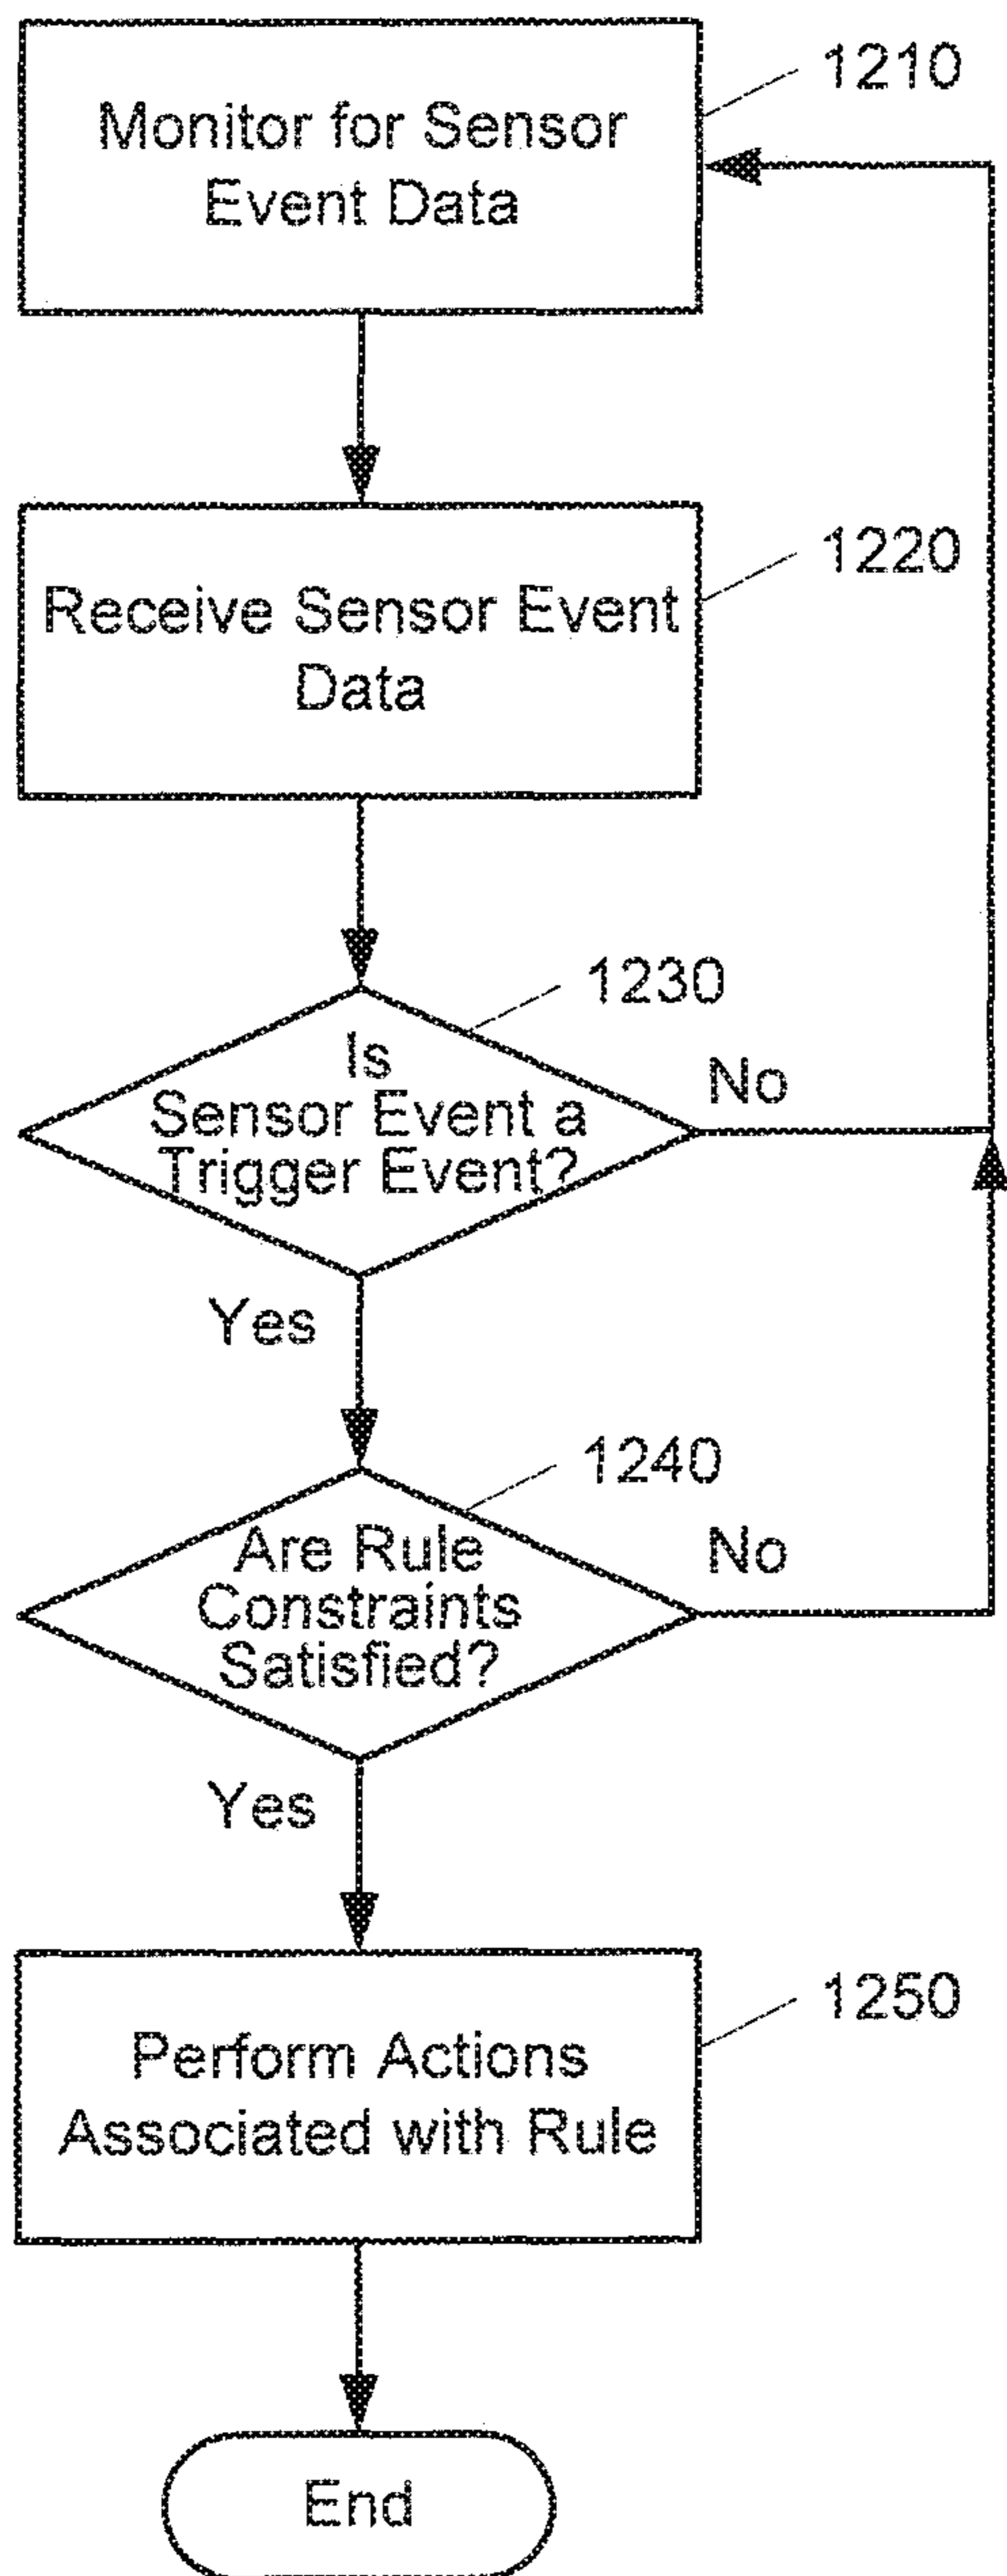 1210
Monitor for Sensor
Event Data
1220
Receive Sensor Event
Data
1230
Is
Sensor Event a
Trigger Event?
No
Yes
1240
Are Rule
Constraints
Satisfied?
No
Yes
1250
Perform Actions
Associated with Rule
End